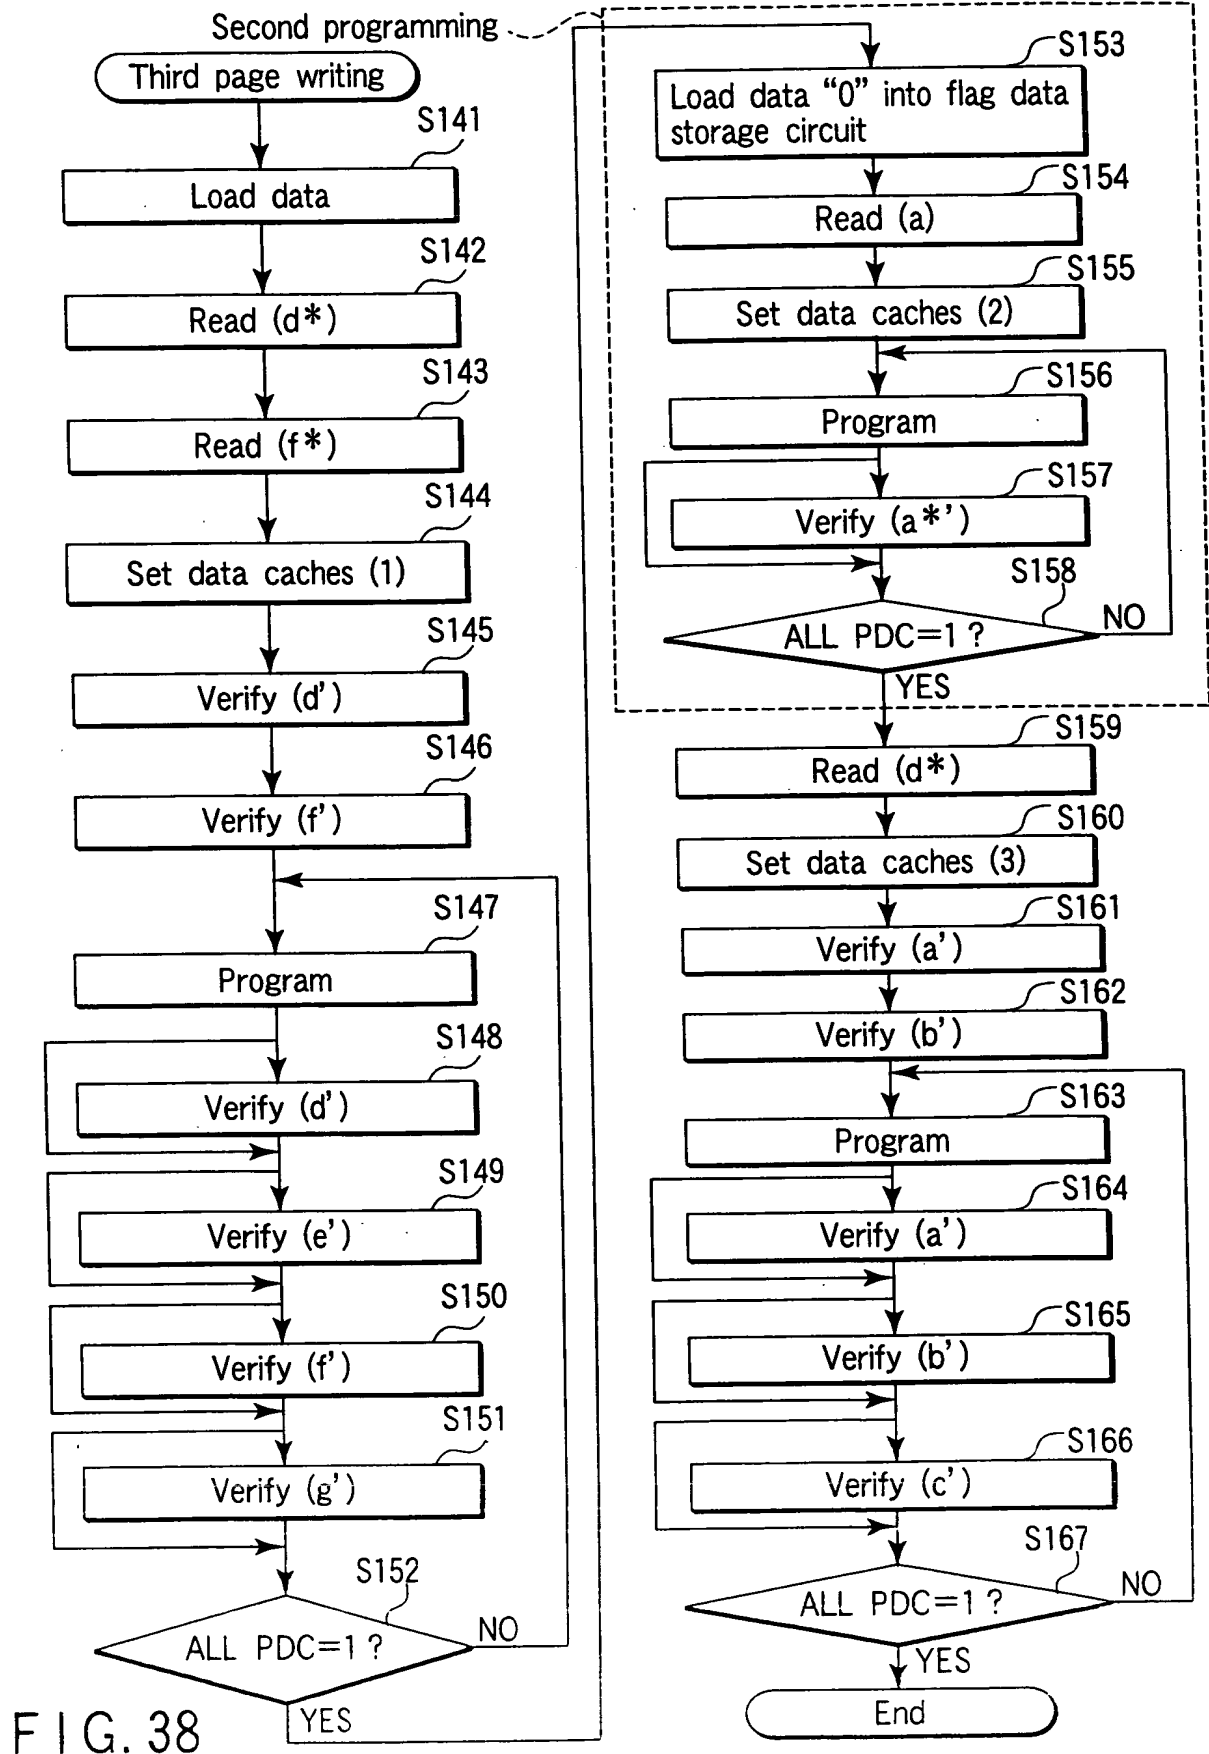 Second programming
Third page writing
S141
Load data
S142
Read (d*)
S143
Read (f*)
S144
Set data caches (1)
S145
Verify (d')
S146
Verify (f')
S147
Program
S148
Verify (d')
S149
Verify (e')
S150
Verify (f')
S151
Verify (g')
S152
ALL PDC=1?
NO
YES
S153
Load data “0” into flag data
storage circuit
S154
Read (a)
S155
Set data caches (2)
S156
Program
S157
Verify (a*')
S158
ALL PDC=1?
NO
YES
S159
Read (d*)
S160
Set data caches (3)
S161
Verify (a')
S162
Verify (b')
S163
Program
S164
Verify (a')
S165
Verify (b')
S166
Verify (c')
S167
ALL PDC=1?
NO
YES
End
FIG. 38